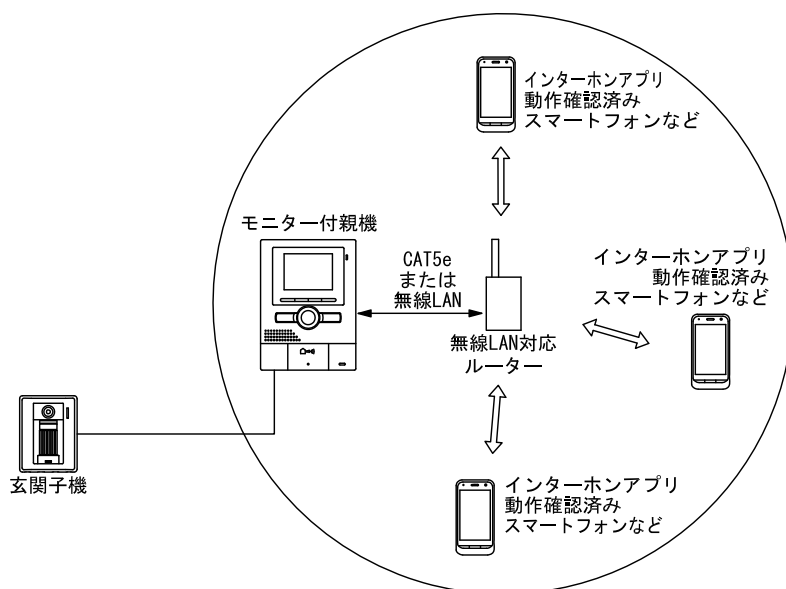 インターホンアプリ
動作確認済み
スマートフォンなど
モニター付親機
CAT5e
または
無線LAN
インターホンアプリ
動作確認済み
スマートフォンなど
無線LAN対応
ルーター
玄関子機
インターホンアプリ
動作確認済み
スマートフォンなど